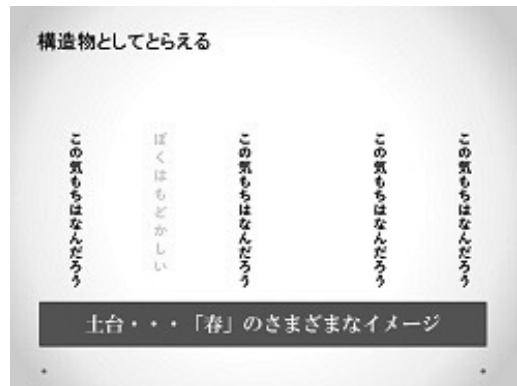 構造物としてとらえる
この気もちはなんだろう
この気もちはなんだろう
この気もちはなんだろう
ぼくはもどかしい
この気もちはなんだろう
土台・・・「春」のさまざまなイメージ